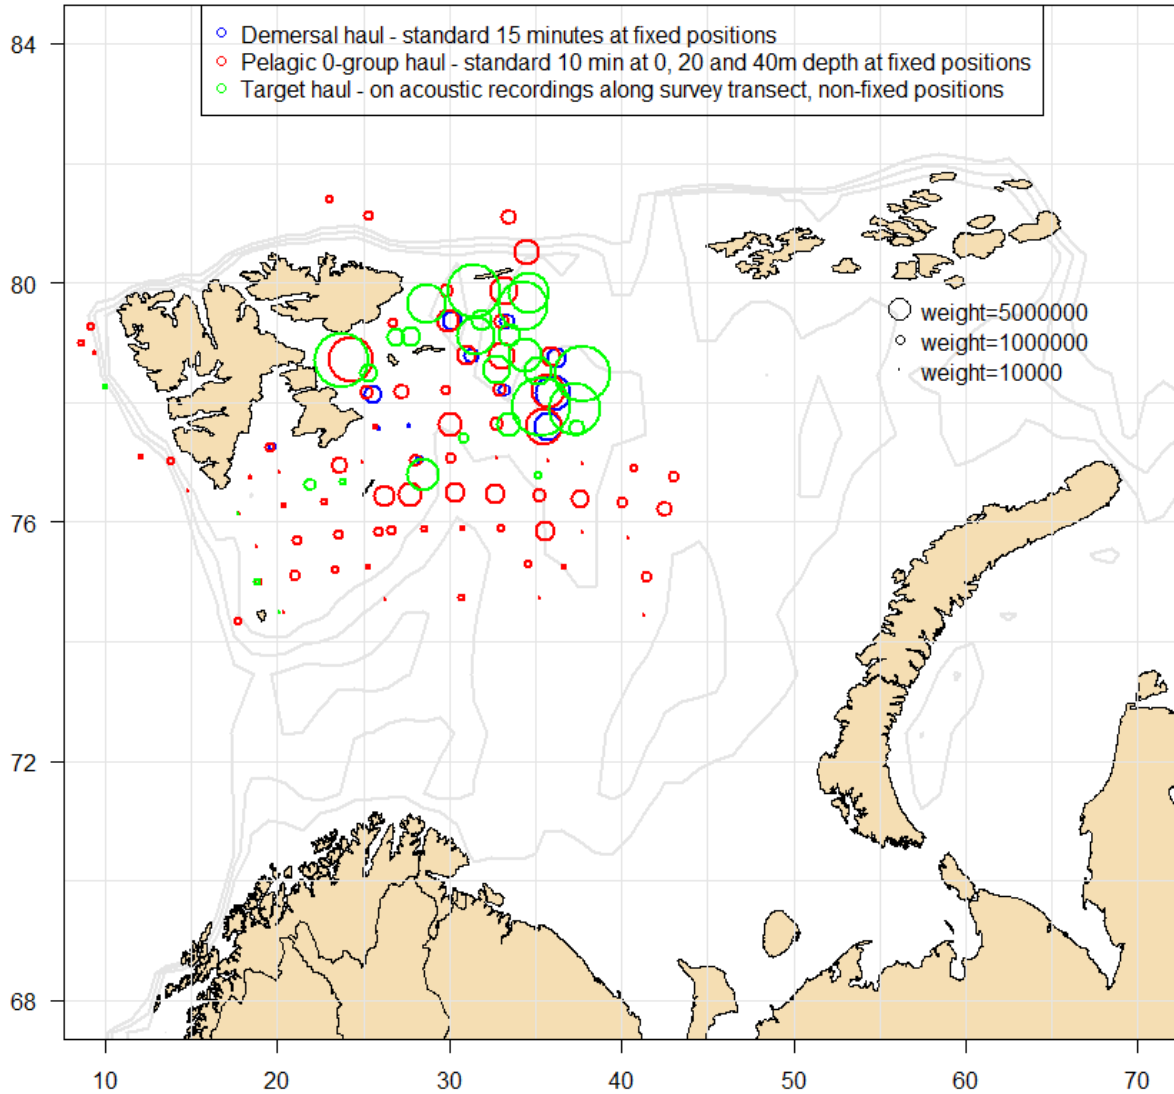 Demersal haul - standard 15 minutes at fixed positions
Pelagic 0-group haul - standard 10 min at 0, 20 and 40m depth at fixed positions
Target haul - on acoustic recordings along survey transect, non-fixed positions
84
80
76
72
68
weight=5000000
weight=1000000
weight=10000
10 20 30 40 50 60 70